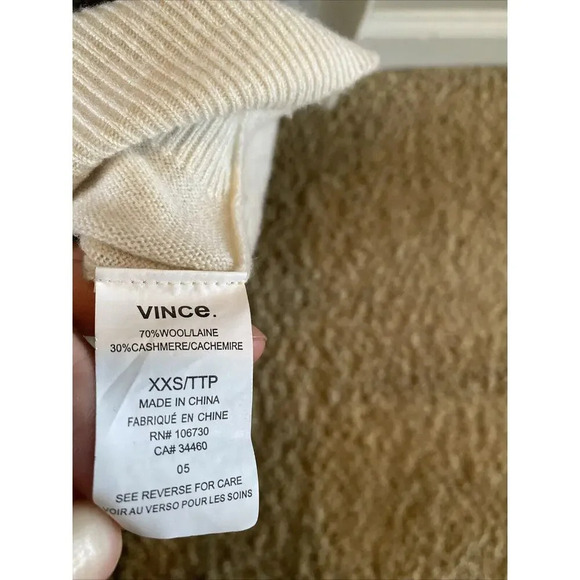 VINCe.
70%WOOL/LAINE
30%CASHMERE/CACHEMIRE
XXS/TTP
MADE IN CHINA
FABRIQUÉ EN CHINE
RN# 106730
CA# 34460
05
SEE REVERSE FOR CARE
VOIR AU VERSO POUR LES SOINS